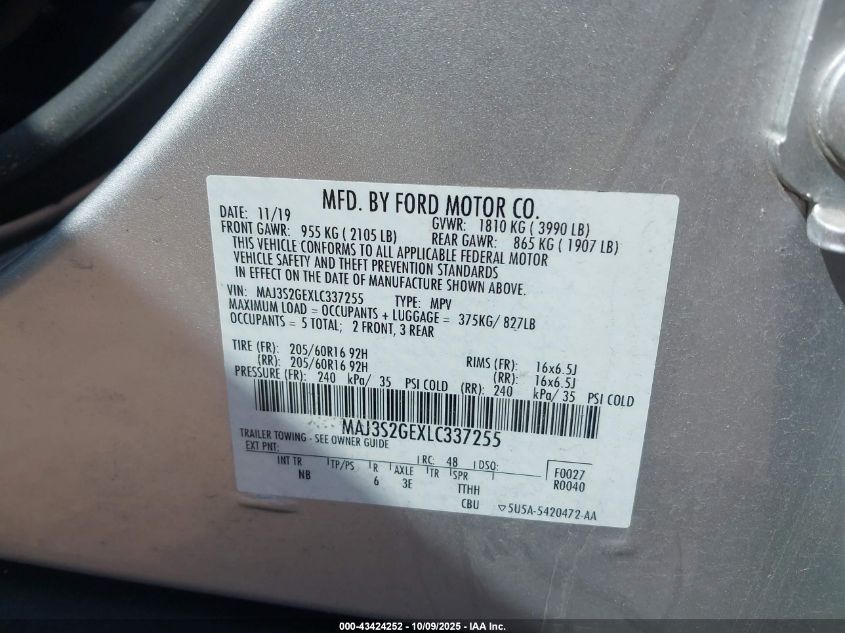 MFD. BY FORD MOTOR CO.
DATE: 11/19 GVWR: 1810 KG ( 3990 LB)
FRONT GAWR: 955 KG ( 2105 LB) REAR GAWR: 865 KG ( 1907 LB)
THIS VEHICLE CONFORMS TO ALL APPLICABLE FEDERAL MOTOR
VEHICLE SAFETY AND THEFT PREVENTION STANDARDS
IN EFFECT ON THE DATE OF MANUFACTURE SHOWN ABOVE.
VIN: MAJ3S2GEXLC337255 TYPE: MPV
MAXIMUM LOAD = OCCUPANTS + LUGGAGE = 375KG/ 827LB
OCCUPANTS = 5 TOTAL; 2 FRONT, 3 REAR
TIRE (FR): 205/60R16 92H RIMS (FR): 16x6.5J
(RR): 205/60R16 92H (RR): 16x6.5J
PRESSURE (FR): 240 kPa/ 35 PSI COLD (RR): 240 kPa/ 35 PSI COLD
MAJ3S2GEXLC337255
TRAILER TOWING - SEE OWNER GUIDE
EXT PNT: RC: 48 DSO: F0027
INT TR TP/PS R AXLE TR SPR R0040
NB 6 3E TTHH
CBU 5U5A-5420472-AA
000-43424252 - 10/09/2025 - IAA Inc.